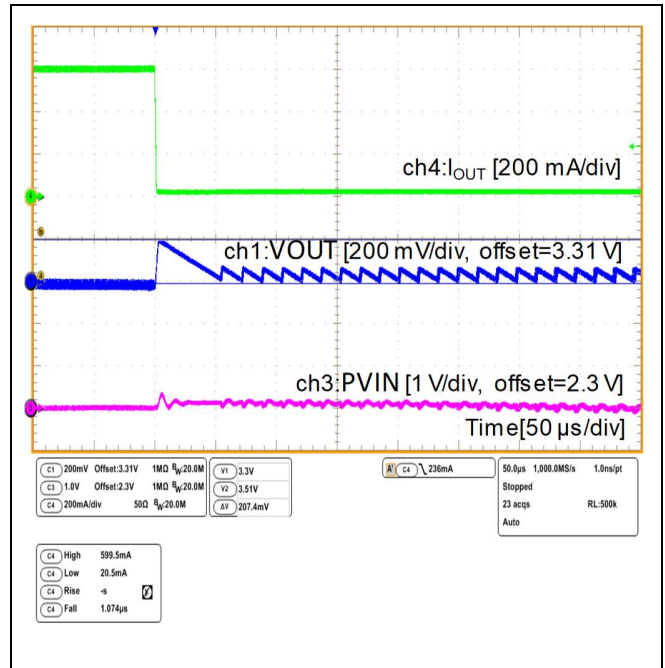 ch4:IOUT [200 mA/div]
ch1:VOUT [200 mV/div, offset=3.31 V]
ch3:PVIN [1 V/div, offset=2.3 V]
Time[50 µs/div]
C1 200mV Offset:3.31V 1MΩ BW:20.0M
C3 1.0V Offset:2.3V 1MΩ BW:20.0M
C4 200mA/div 50Ω BW:20.0M
V1 3.3V
V2 3.51V
ΔV 207.4mV
A' C4 236mA
50.0µs 1,000.0MS/s 1.0ns/pt
Stopped
23 acqs RL:500k
Auto
C4 High 599.5mA
C4 Low 20.5mA
C4 Rise -s
C4 Fall 1.074µs